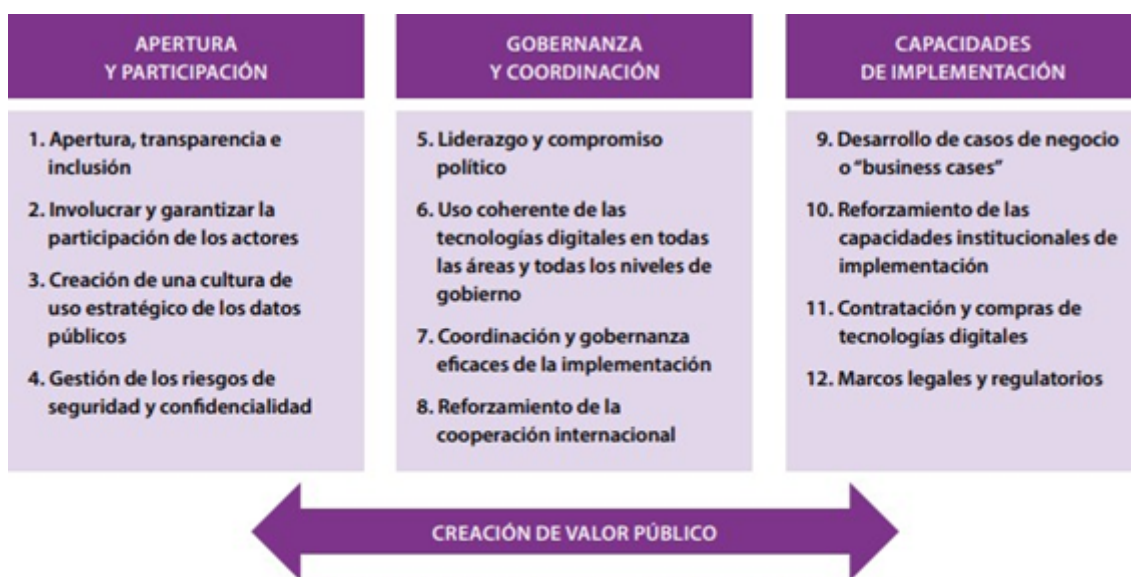 APERTURA
Y PARTICIPACIÓN
1. Apertura, transparencia e
inclusión
2. Involucrar y garantizar la
participación de los actores
3. Creación de una cultura de
uso estratégico de los datos
públicos
4. Gestión de los riesgos de
seguridad y confidencialidad
GOBERNANZA
Y COORDINACIÓN
5. Liderazgo y compromiso
político
6. Uso coherente de las
tecnologías digitales en todas
las áreas y todas los niveles de
gobierno
7. Coordinación y gobernanza
eficaces de la implementación
8. Reforzamiento de la
cooperación internacional
CAPACIDADES
DE IMPLEMENTACIÓN
9. Desarrollo de casos de negocio
o “business cases”
10. Reforzamiento de las
capacidades institucionales de
implementación
11. Contratación y compras de
tecnologías digitales
12. Marcos legales y regulatorios
CREACIÓN DE VALOR PÚBLICO